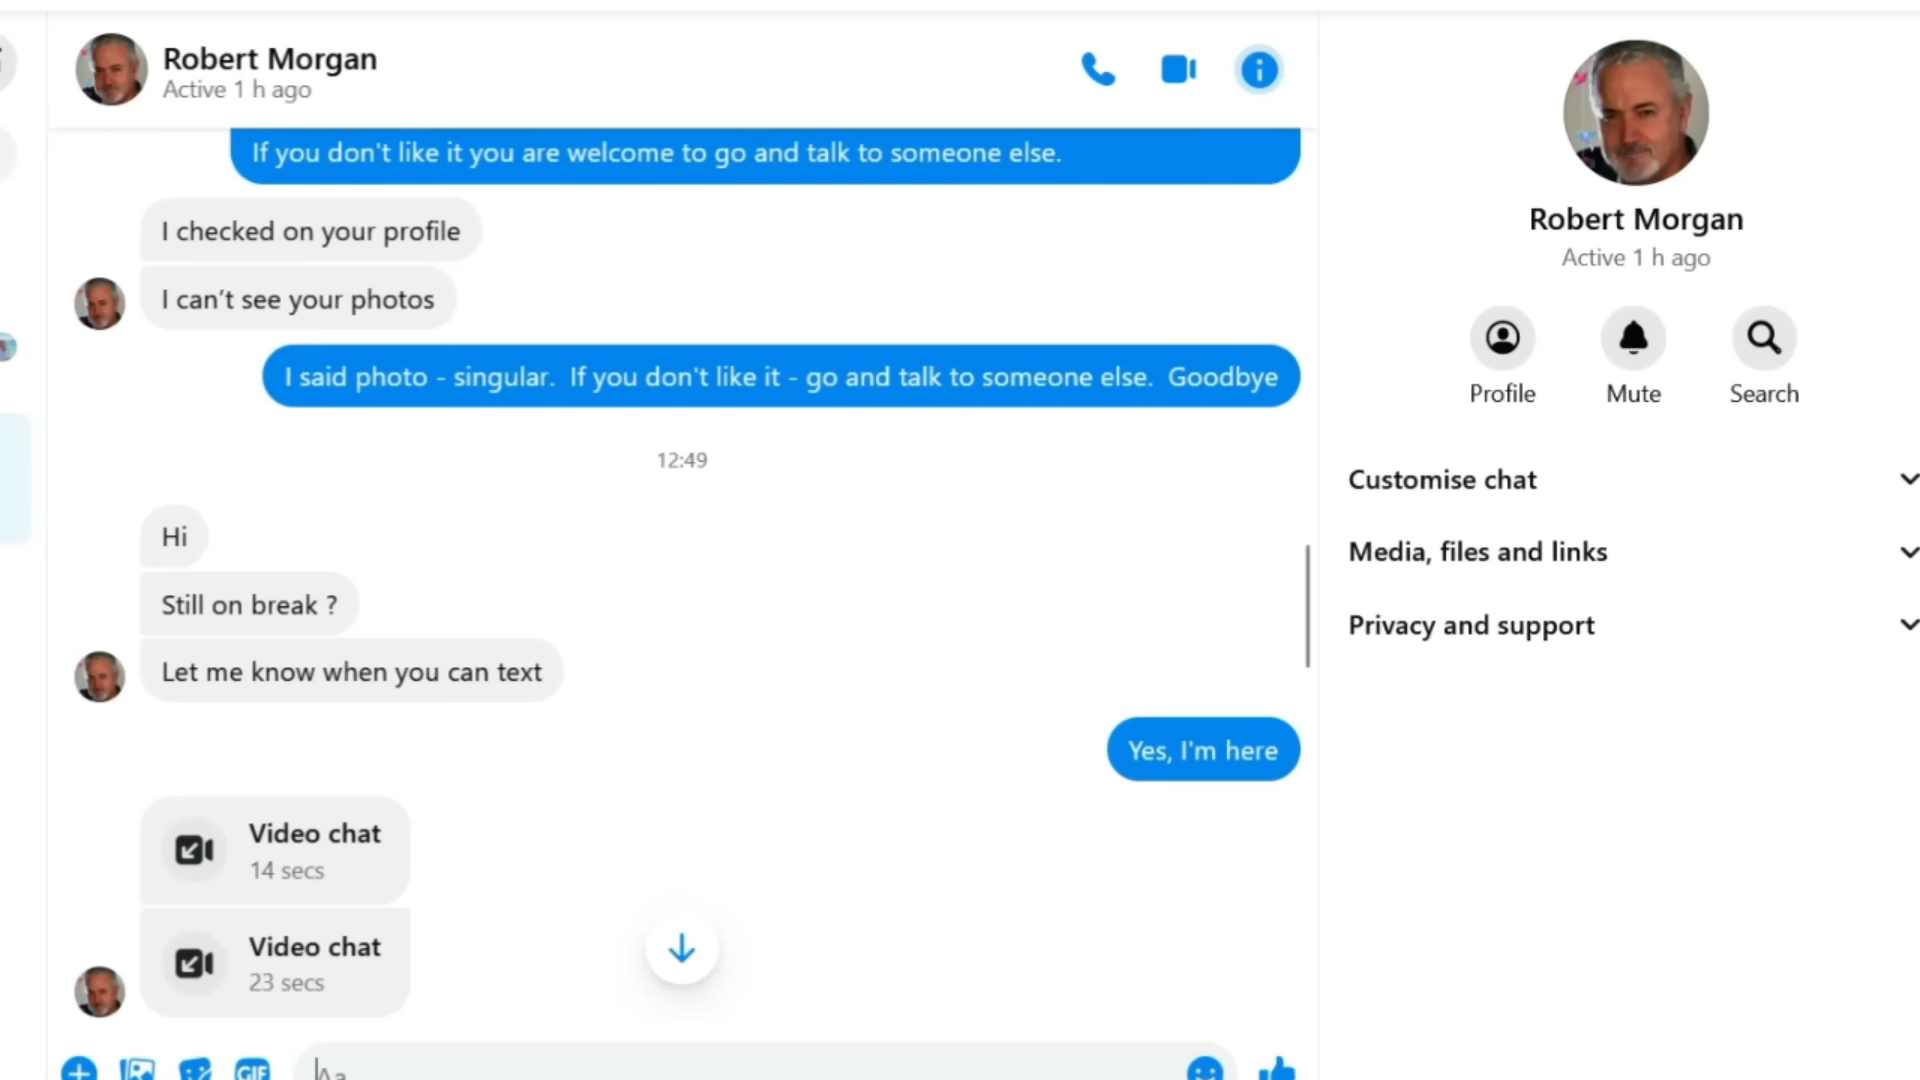 Robert Morgan
Active 1 h ago
If you don't like it you are welcome to go and talk to someone else.
I checked on your profile
I can't see your photos
I said photo - singular.  If you don't like it - go and talk to someone else.  Goodbye
12:49
Hi
Still on break ?
Let me know when you can text
Yes, I'm here
Video chat
14 secs
Video chat
23 secs
GIF
Aa
Robert Morgan
Active 1 h ago
Profile
Mute
Search
Customise chat
Media, files and links
Privacy and support